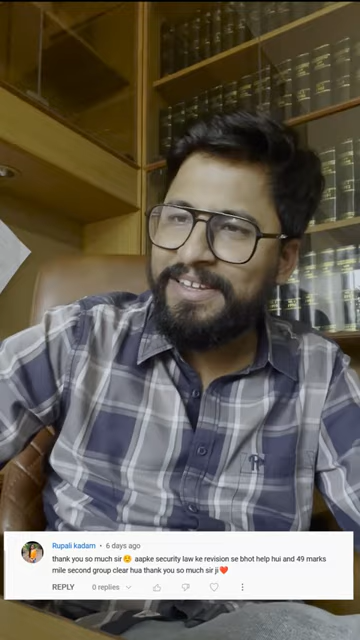 Rupali kadam • 6 days ago
thank you so much sir☺️ aapke security law ke revision se bhot help hui and 49 marks
mile second group clear hua thank you so much sir ji❤️
REPLY 0 replies